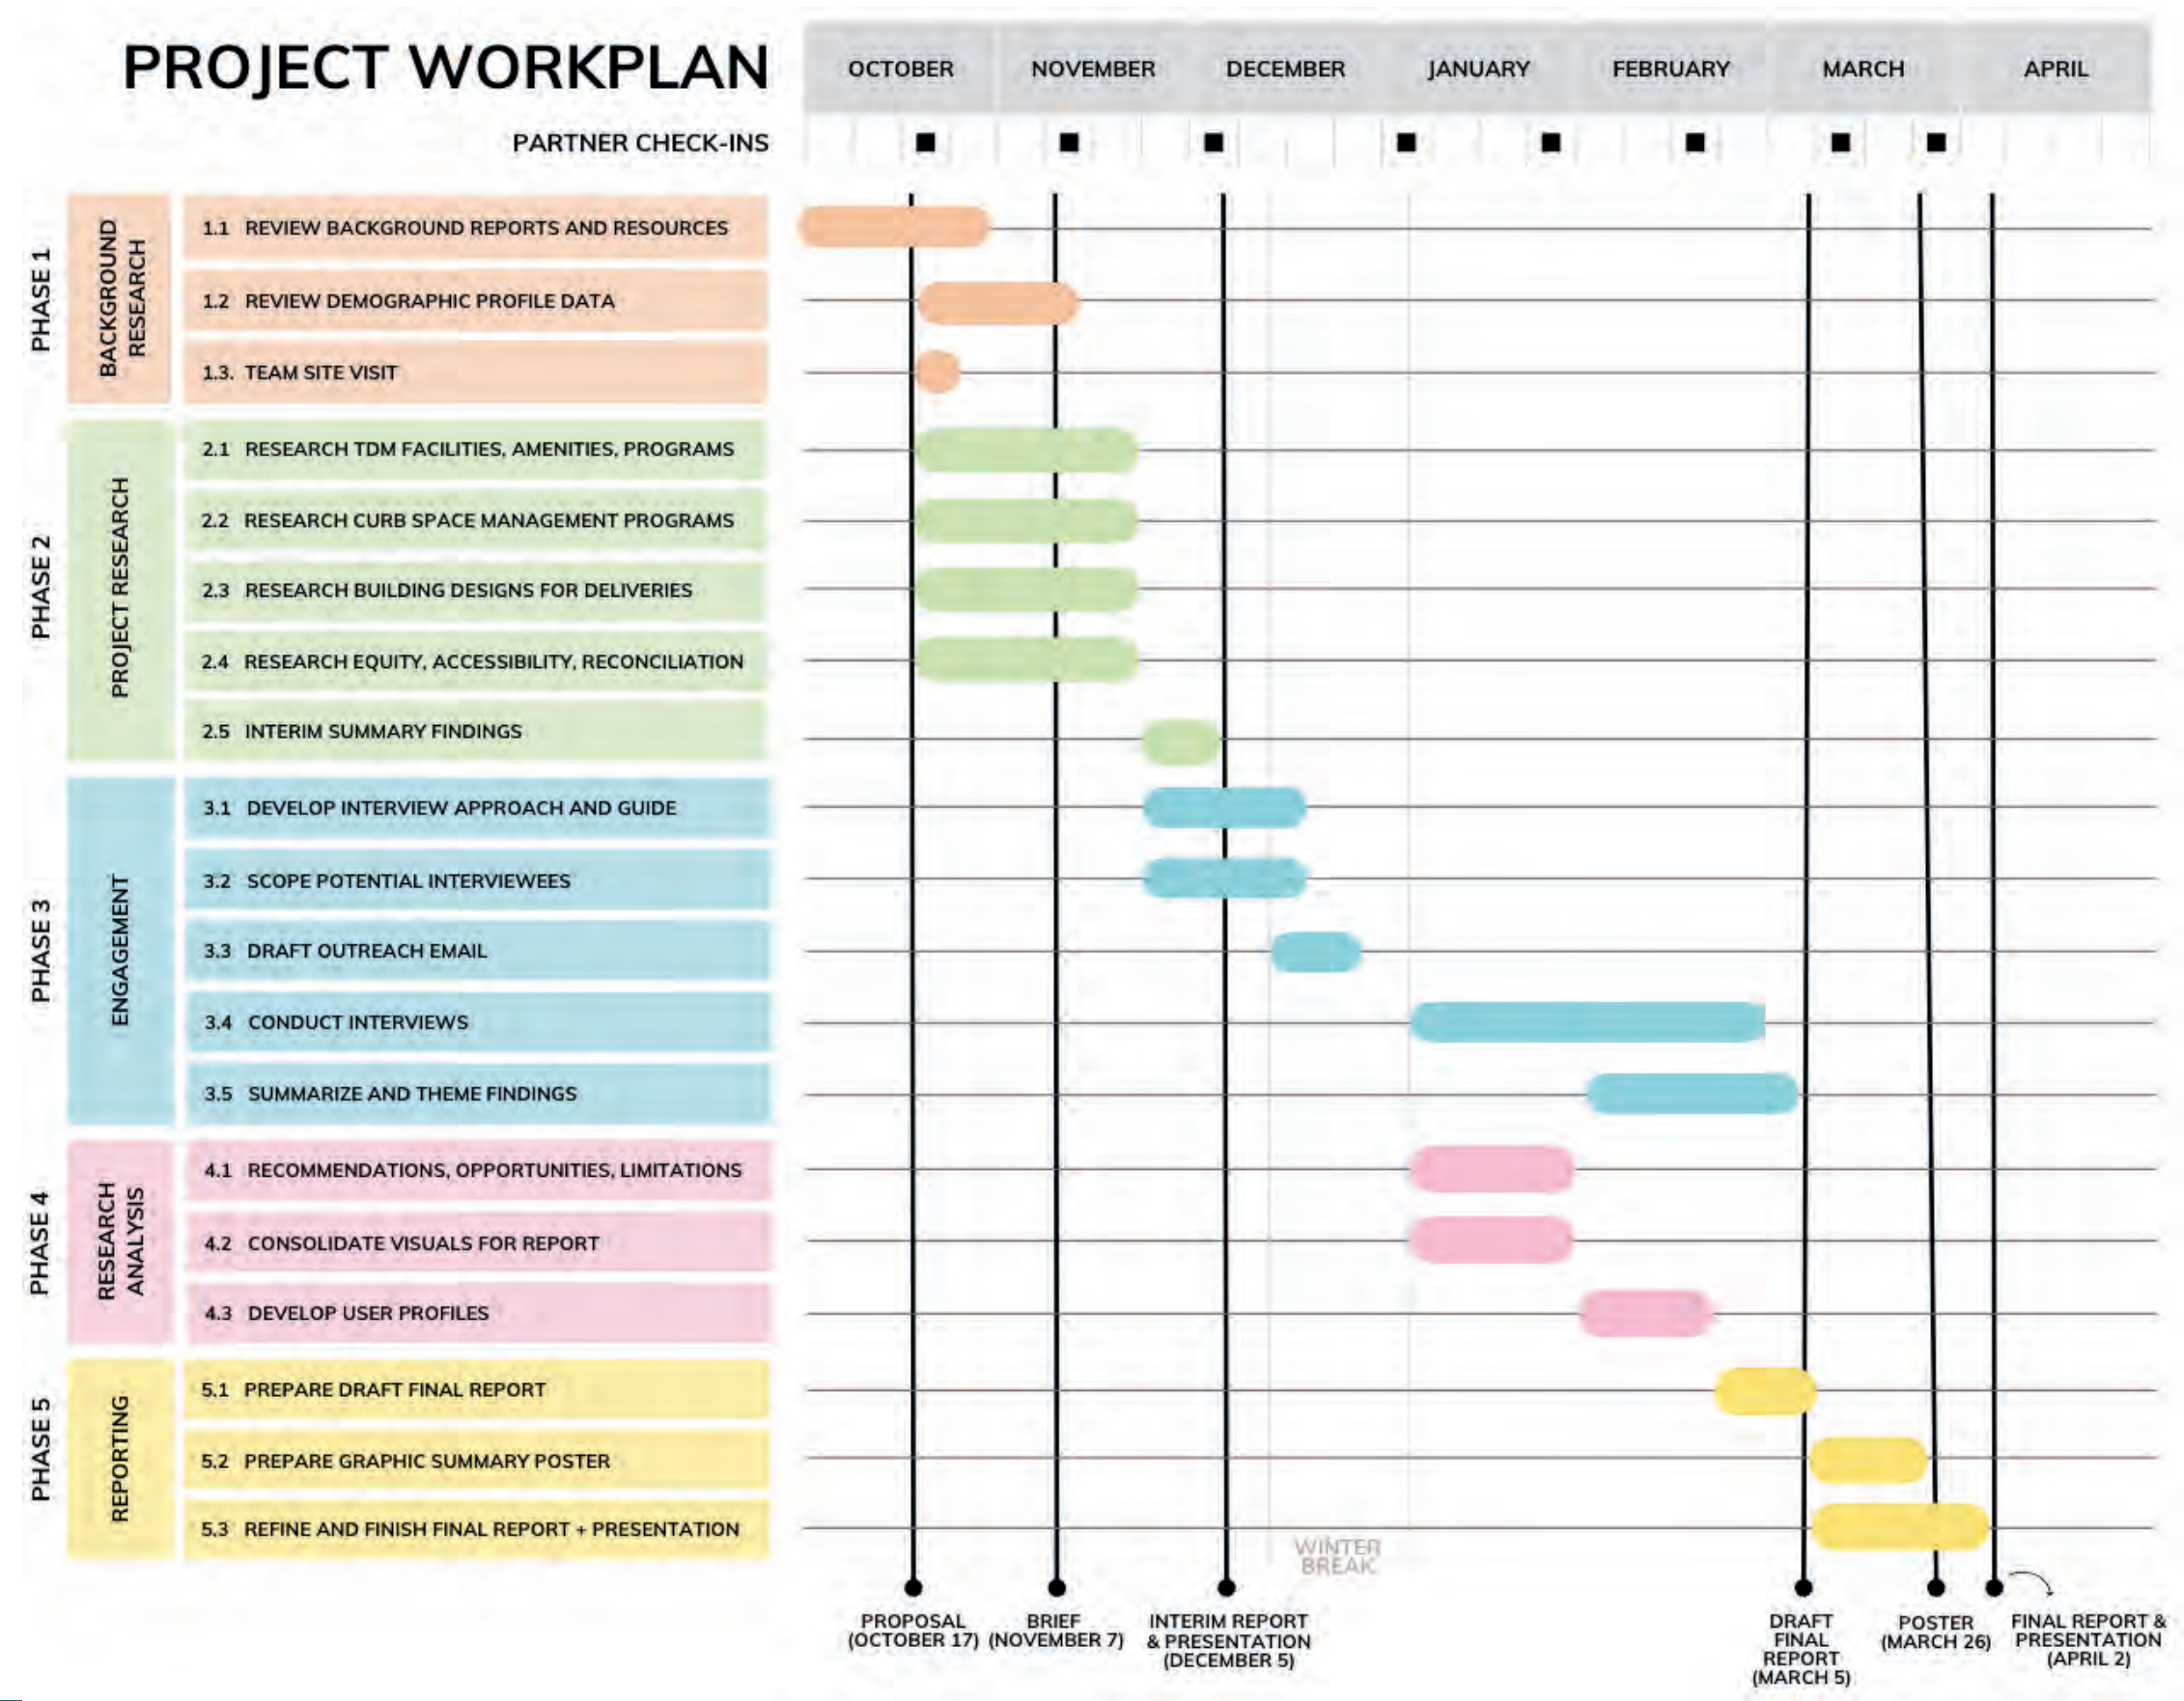 PROJECT WORKPLAN
OCTOBER
NOVEMBER
DECEMBER
JANUARY
FEBRUARY
MARCH
APRIL
PARTNER CHECK-INS
PHASE 1
BACKGROUND
RESEARCH
1.1 REVIEW BACKGROUND REPORTS AND RESOURCES
1.2 REVIEW DEMOGRAPHIC PROFILE DATA
1.3. TEAM SITE VISIT
PHASE 2
PROJECT RESEARCH
2.1 RESEARCH TDM FACILITIES, AMENITIES, PROGRAMS
2.2 RESEARCH CURB SPACE MANAGEMENT PROGRAMS
2.3 RESEARCH BUILDING DESIGNS FOR DELIVERIES
2.4 RESEARCH EQUITY, ACCESSIBILITY, RECONCILIATION
2.5 INTERIM SUMMARY FINDINGS
PHASE 3
ENGAGEMENT
3.1 DEVELOP INTERVIEW APPROACH AND GUIDE
3.2 SCOPE POTENTIAL INTERVIEWEES
3.3 DRAFT OUTREACH EMAIL
3.4 CONDUCT INTERVIEWS
3.5 SUMMARIZE AND THEME FINDINGS
PHASE 4
RESEARCH
ANALYSIS
4.1 RECOMMENDATIONS, OPPORTUNITIES, LIMITATIONS
4.2 CONSOLIDATE VISUALS FOR REPORT
4.3 DEVELOP USER PROFILES
PHASE 5
REPORTING
5.1 PREPARE DRAFT FINAL REPORT
5.2 PREPARE GRAPHIC SUMMARY POSTER
5.3 REFINE AND FINISH FINAL REPORT + PRESENTATION
WINTER
BREAK
PROPOSAL
(OCTOBER 17)
BRIEF
(NOVEMBER 7)
INTERIM REPORT
& PRESENTATION
(DECEMBER 5)
DRAFT
FINAL
REPORT
(MARCH 5)
POSTER
(MARCH 26)
FINAL REPORT &
PRESENTATION
(APRIL 2)